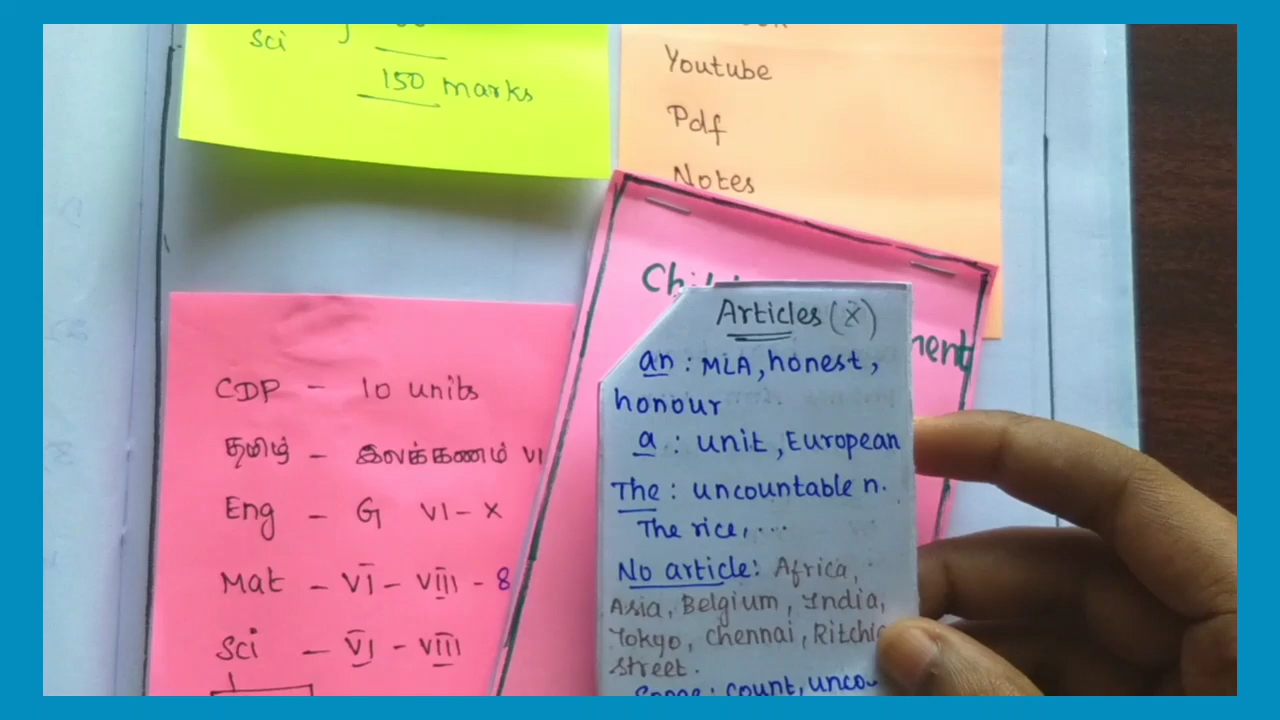 Sci
150 marks
Youtube
Pdf
Notes
CDP - 10 units
தமிழ் - இலக்கணம் VI
Eng - G VI - X
Mat - VI - VIII - 8
Sci - VI - VIII
Articles (X)
an : MLA, honest,
honour
a : unit, European
The : uncountable n.
The rice, ...
No article: Africa,
Asia, Belgium, India,
Tokyo, Chennai, Ritchie
street.
count,